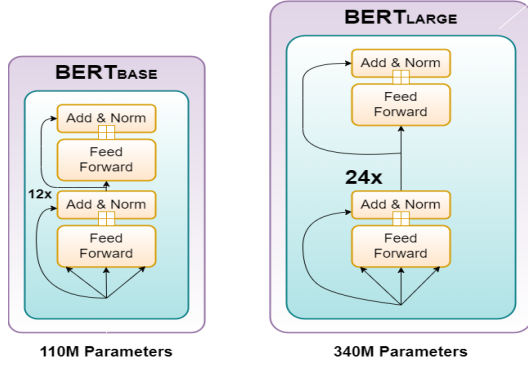 BERTBASE
Add & Norm
Feed
Forward
12x
Add & Norm
Feed
Forward
110M Parameters
BERTLARGE
Add & Norm
Feed
Forward
24x
Add & Norm
Feed
Forward
340M Parameters